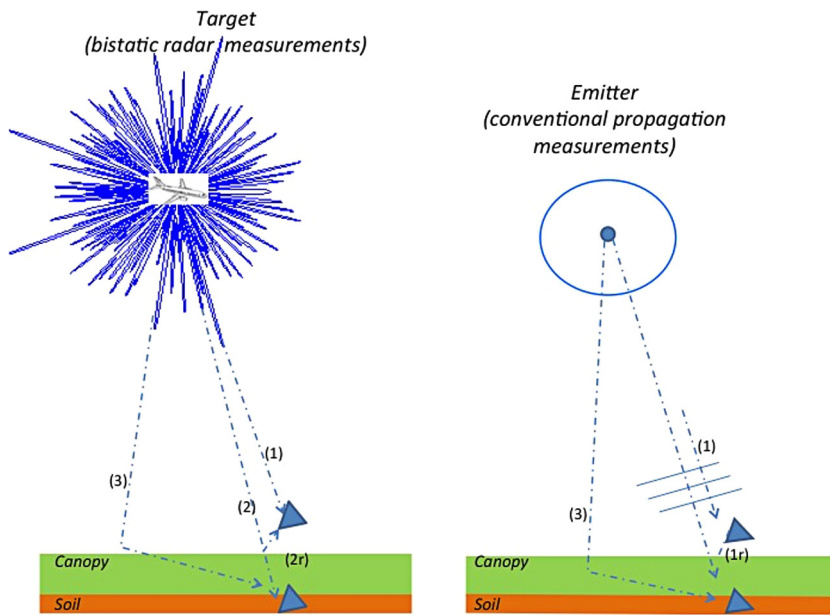 Target
(bistatic radar measurements)
Emitter
(conventional propagation
measurements)
(1)
(2)
(3)
(2r)
Canopy
Soil
(1)
(3)
(1r)
Canopy
Soil